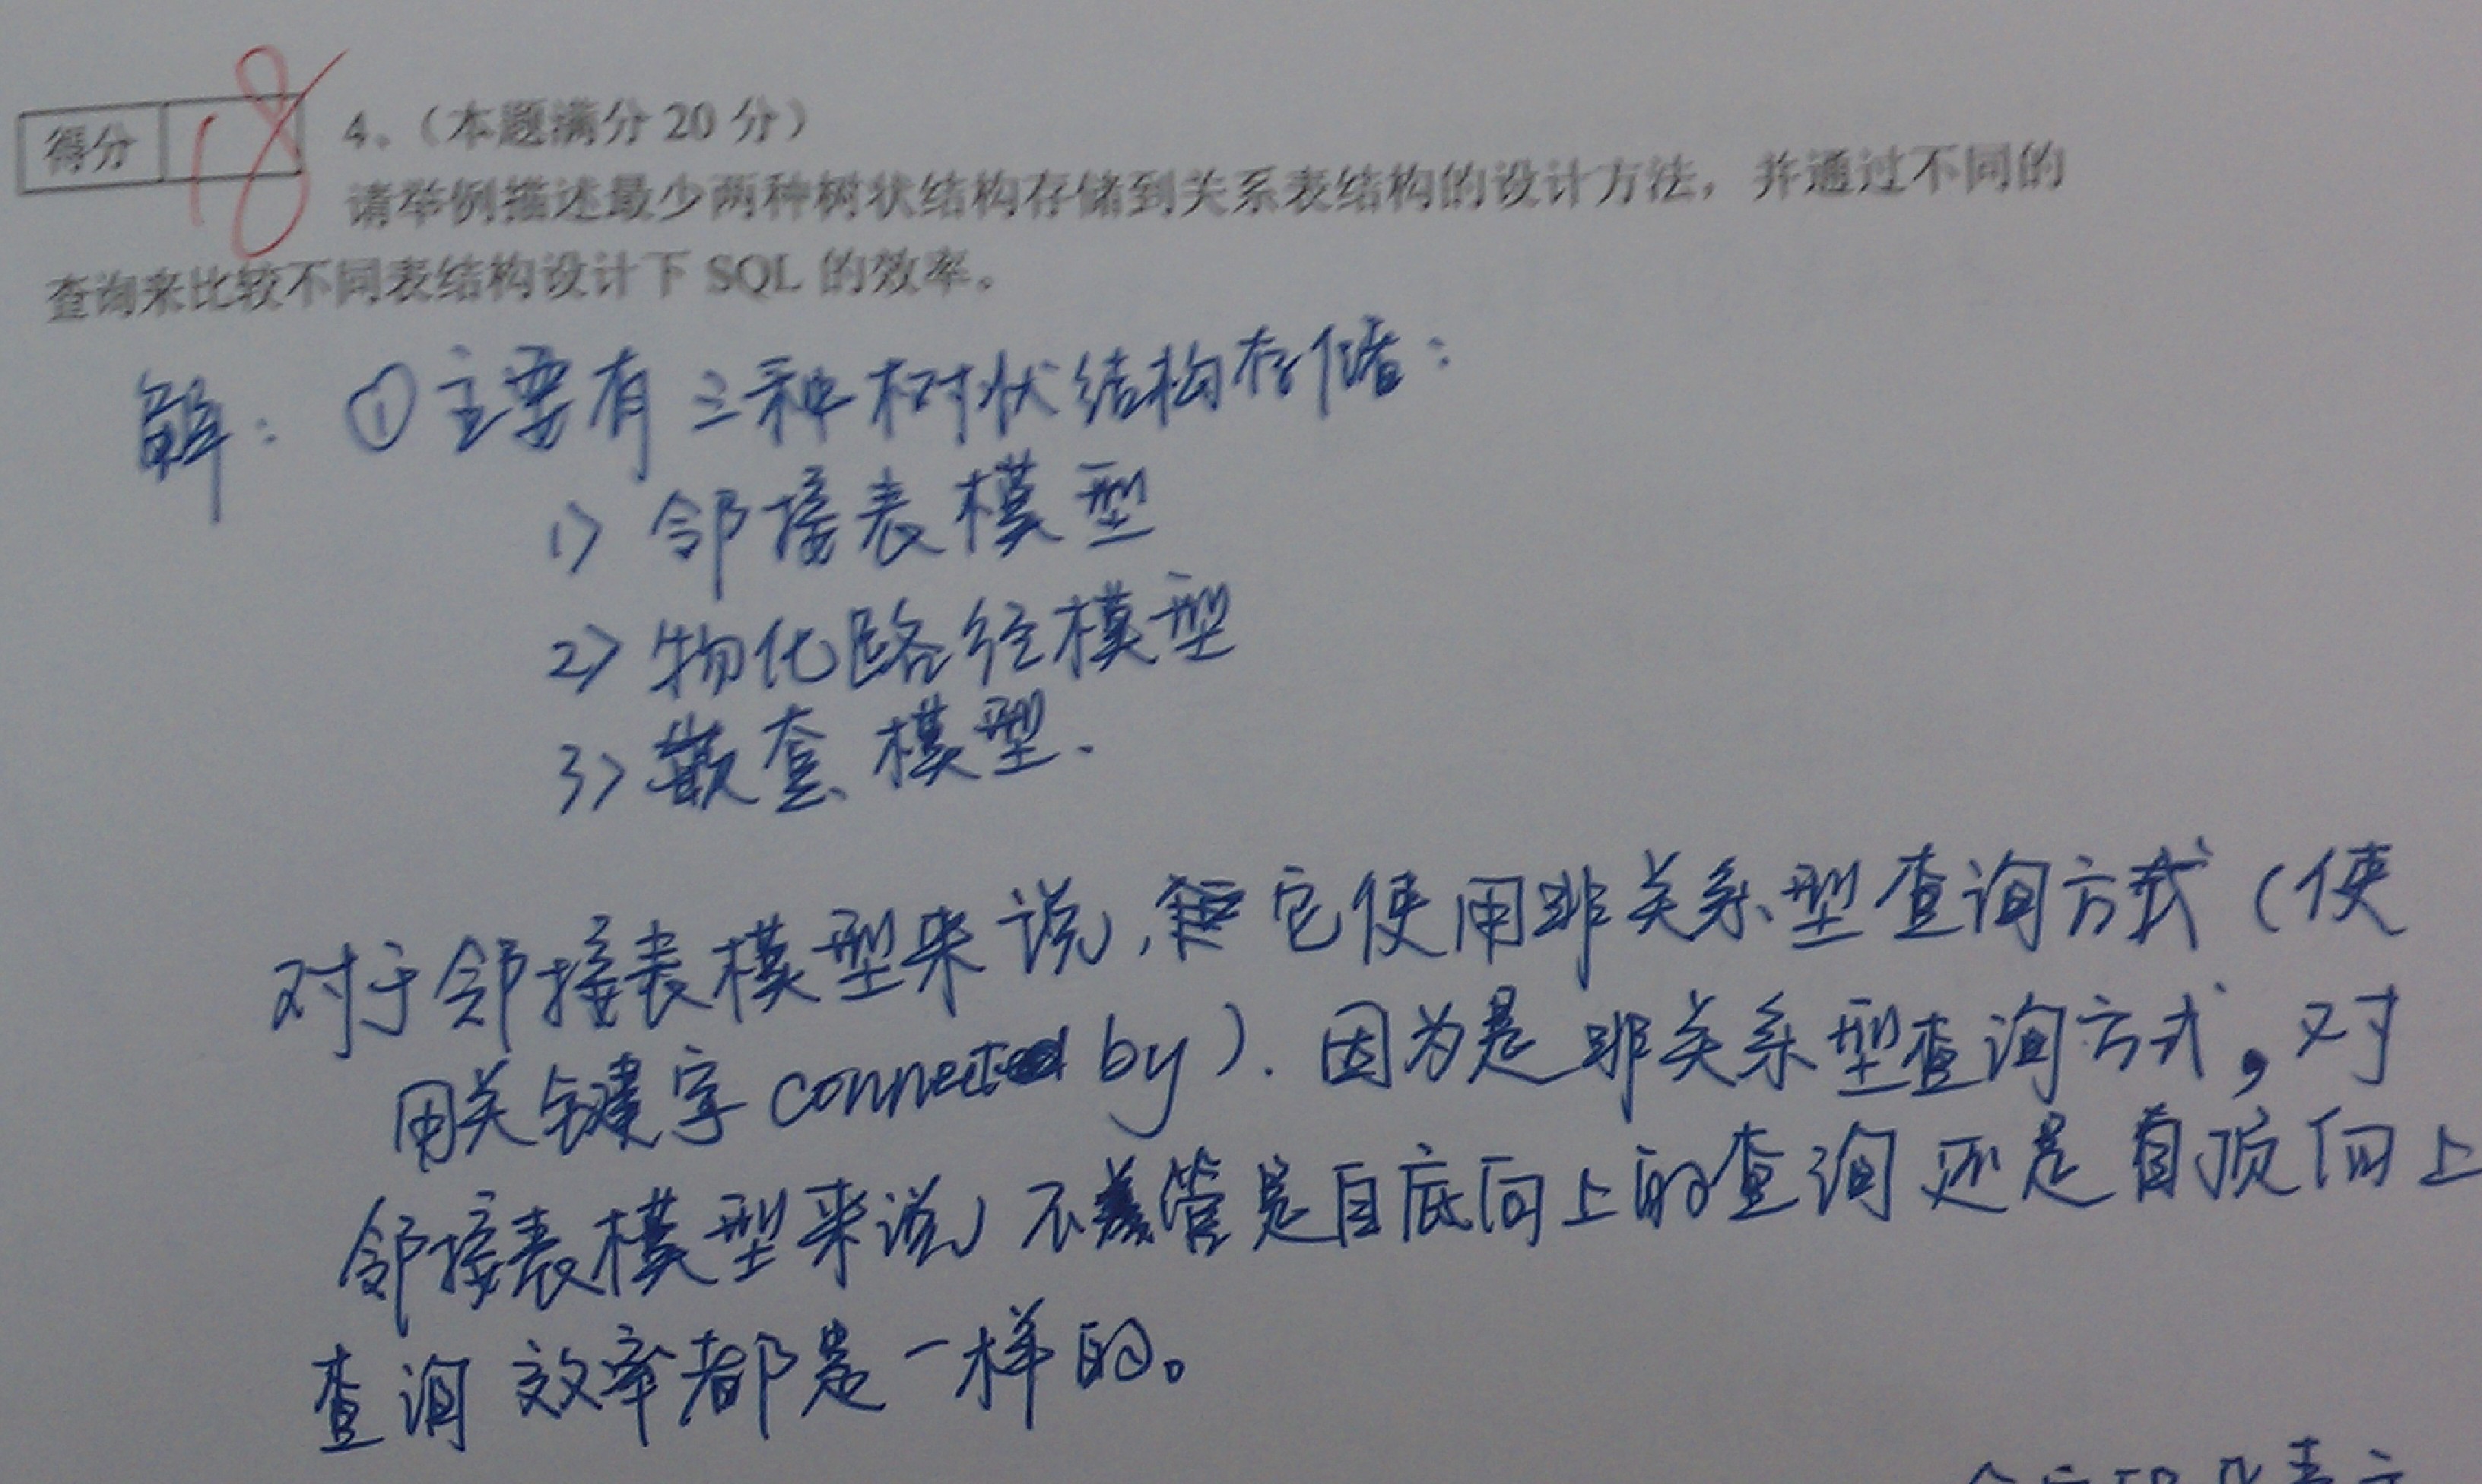 得分 18 4、（本题满分 20 分）
请举例描述最少两种树状结构存储到关系表结构的设计方法，并通过不同的
查询来比较不同表结构设计下 SQL 的效率。
解：①主要有三种树状结构存储：
1> 邻接表模型
2> 物化路径模型
3> 嵌套模型.
对于邻接表模型来说，它使用非关系型查询方式（使
用关键字 connected by）. 因为是非关系型查询方式，对
邻接表模型来说，不管是自底向上的查询还是自顶向上
查询效率都是一样的。